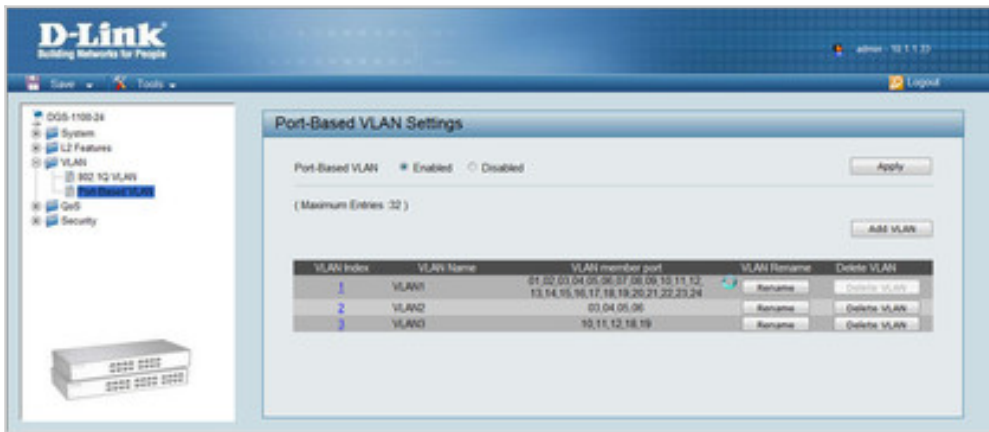 D-Link
Building Networks for People
admin - 10.1.1.33
Save Tools Logout
DGS-1100-24
System
L2 Features
VLAN
802.1Q VLAN
Port-Based VLAN
QoS
Security
Port-Based VLAN Settings
Port-Based VLAN Enabled Disabled Apply
( Maximum Entries :32 )
Add VLAN
VLAN Index VLAN Name VLAN member port VLAN Rename Delete VLAN
1 VLAN1 01,02,03,04,05,06,07,08,09,10,11,12, Rename Delete VLAN
13,14,15,16,17,18,19,20,21,22,23,24
2 VLAN2 03,04,05,06 Rename Delete VLAN
3 VLAN3 10,11,12,18,19 Rename Delete VLAN